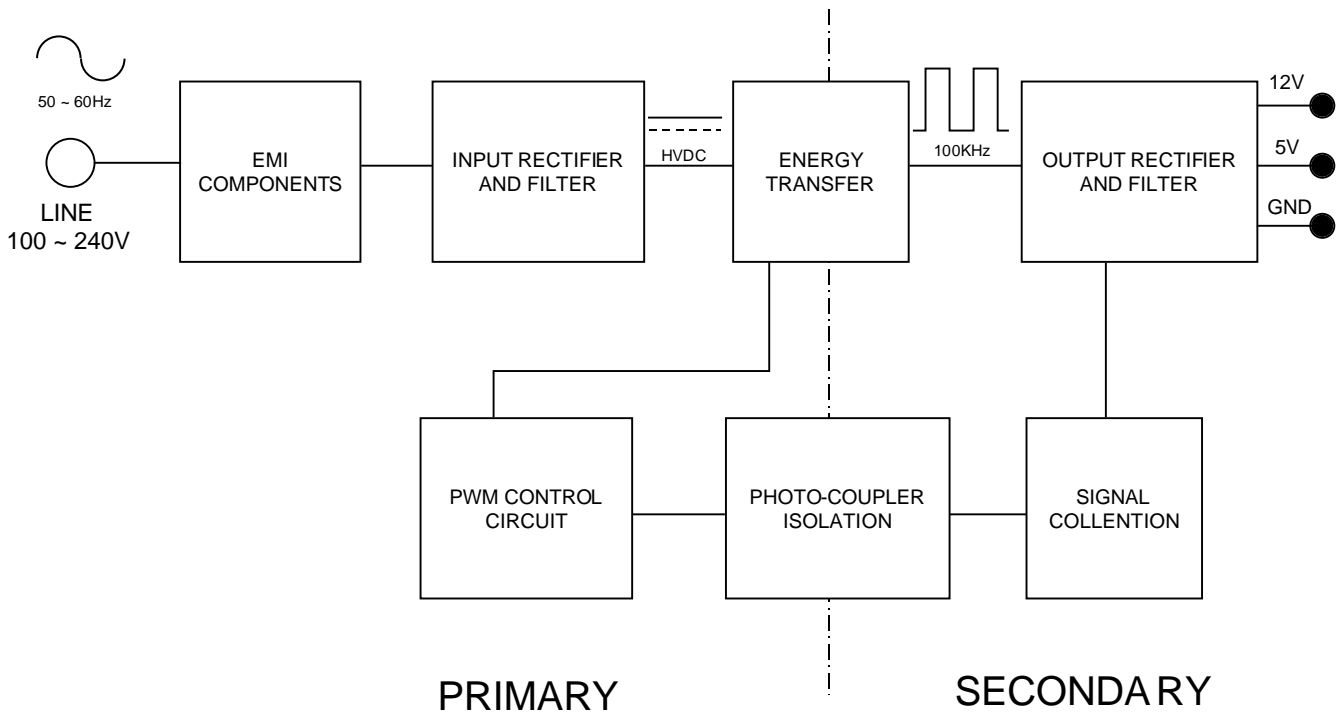 50 ~ 60Hz
LINE
100 ~ 240V
EMI
COMPONENTS
INPUT RECTIFIER
AND FILTER
HVDC
ENERGY
TRANSFER
100KHz
OUTPUT RECTIFIER
AND FILTER
12V
5V
GND
PWM CONTROL
CIRCUIT
PHOTO-COUPLER
ISOLATION
SIGNAL
COLLENTION
PRIMARY
SECONDARY